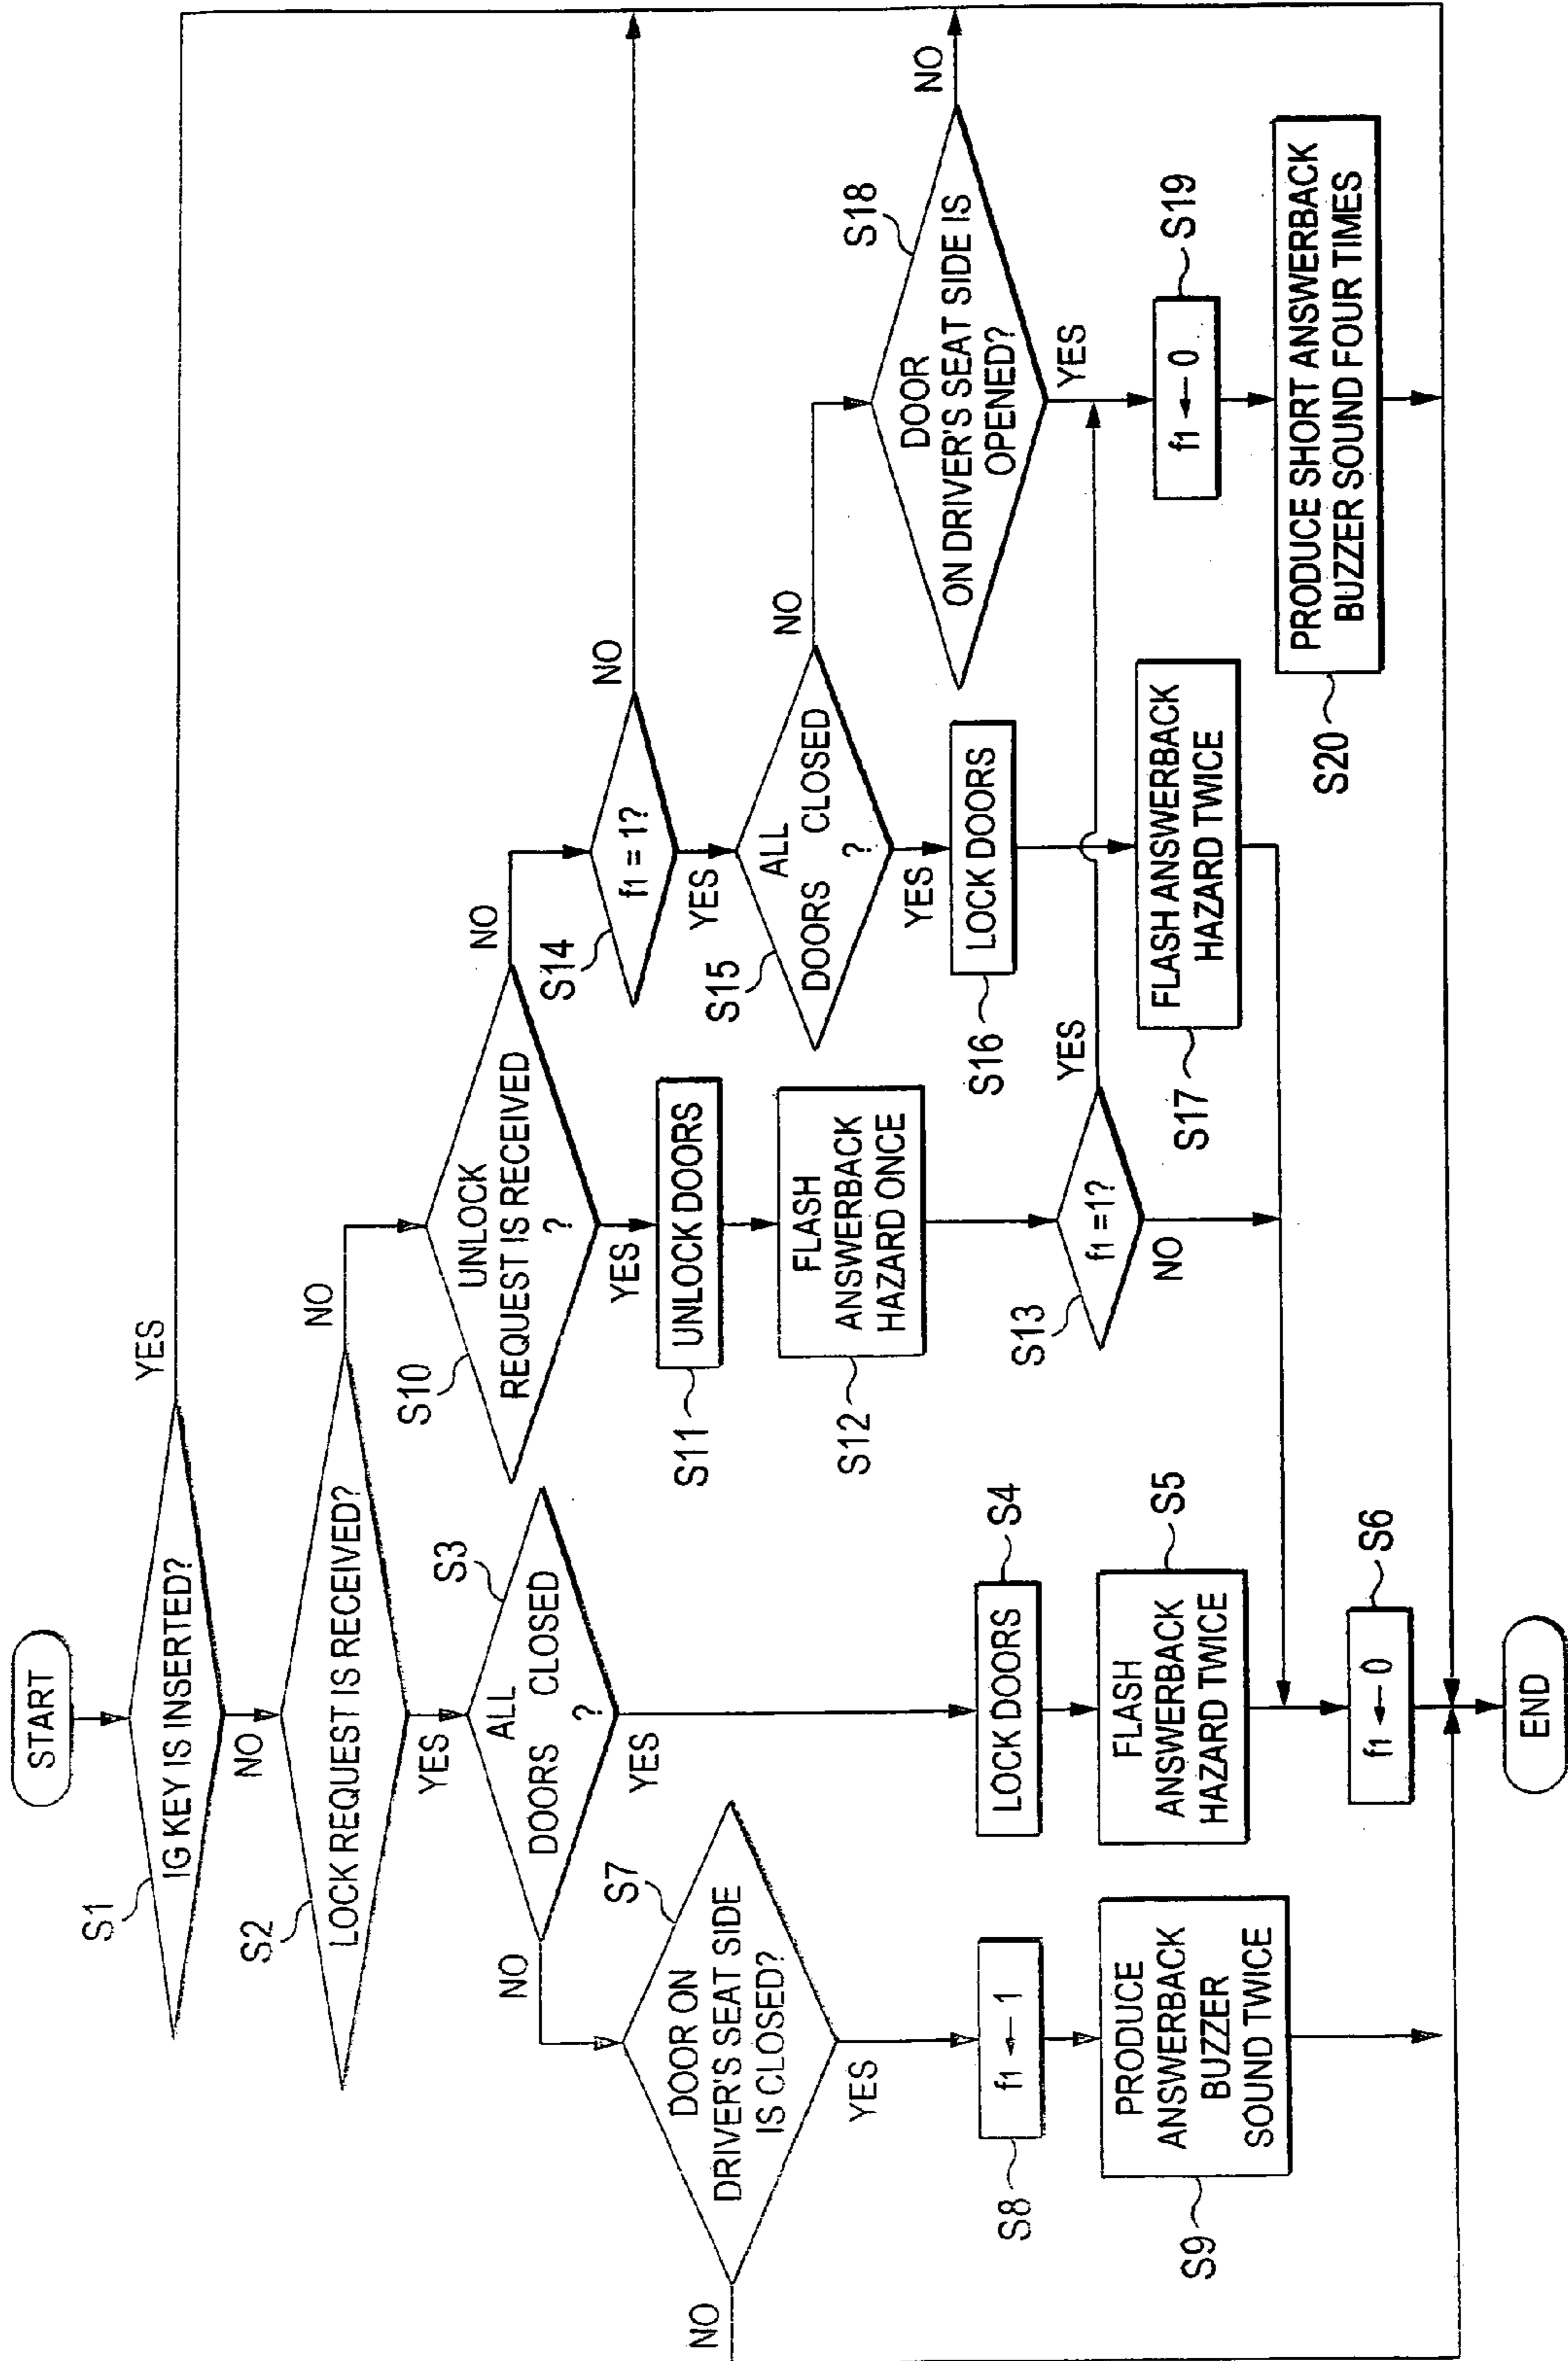 START
S1
IG KEY IS INSERTED?
YES
NO
S2
LOCK REQUEST IS RECEIVED?
NO
YES
S3
ALL
DOORS CLOSED
?
NO
YES
S7
DOOR ON
DRIVER'S SEAT SIDE
IS CLOSED?
NO
YES
S8
f1 ← 1
S9
PRODUCE
ANSWERBACK
BUZZER
SOUND TWICE
S4
LOCK DOORS
S5
FLASH
ANSWERBACK
HAZARD TWICE
S6
f1 ← 0
END
S10
UNLOCK
REQUEST IS RECEIVED
?
NO
YES
S11
UNLOCK DOORS
S12
FLASH
ANSWERBACK
HAZARD ONCE
S13
f1 = 1?
YES
NO
S14
f1 = 1?
NO
YES
S15
ALL
DOORS CLOSED
?
NO
YES
S16
LOCK DOORS
S17
FLASH ANSWERBACK
HAZARD TWICE
S18
DOOR
ON DRIVER'S SEAT SIDE IS
OPENED?
NO
YES
S19
f1 ← 0
S20
PRODUCE SHORT ANSWERBACK
BUZZER SOUND FOUR TIMES